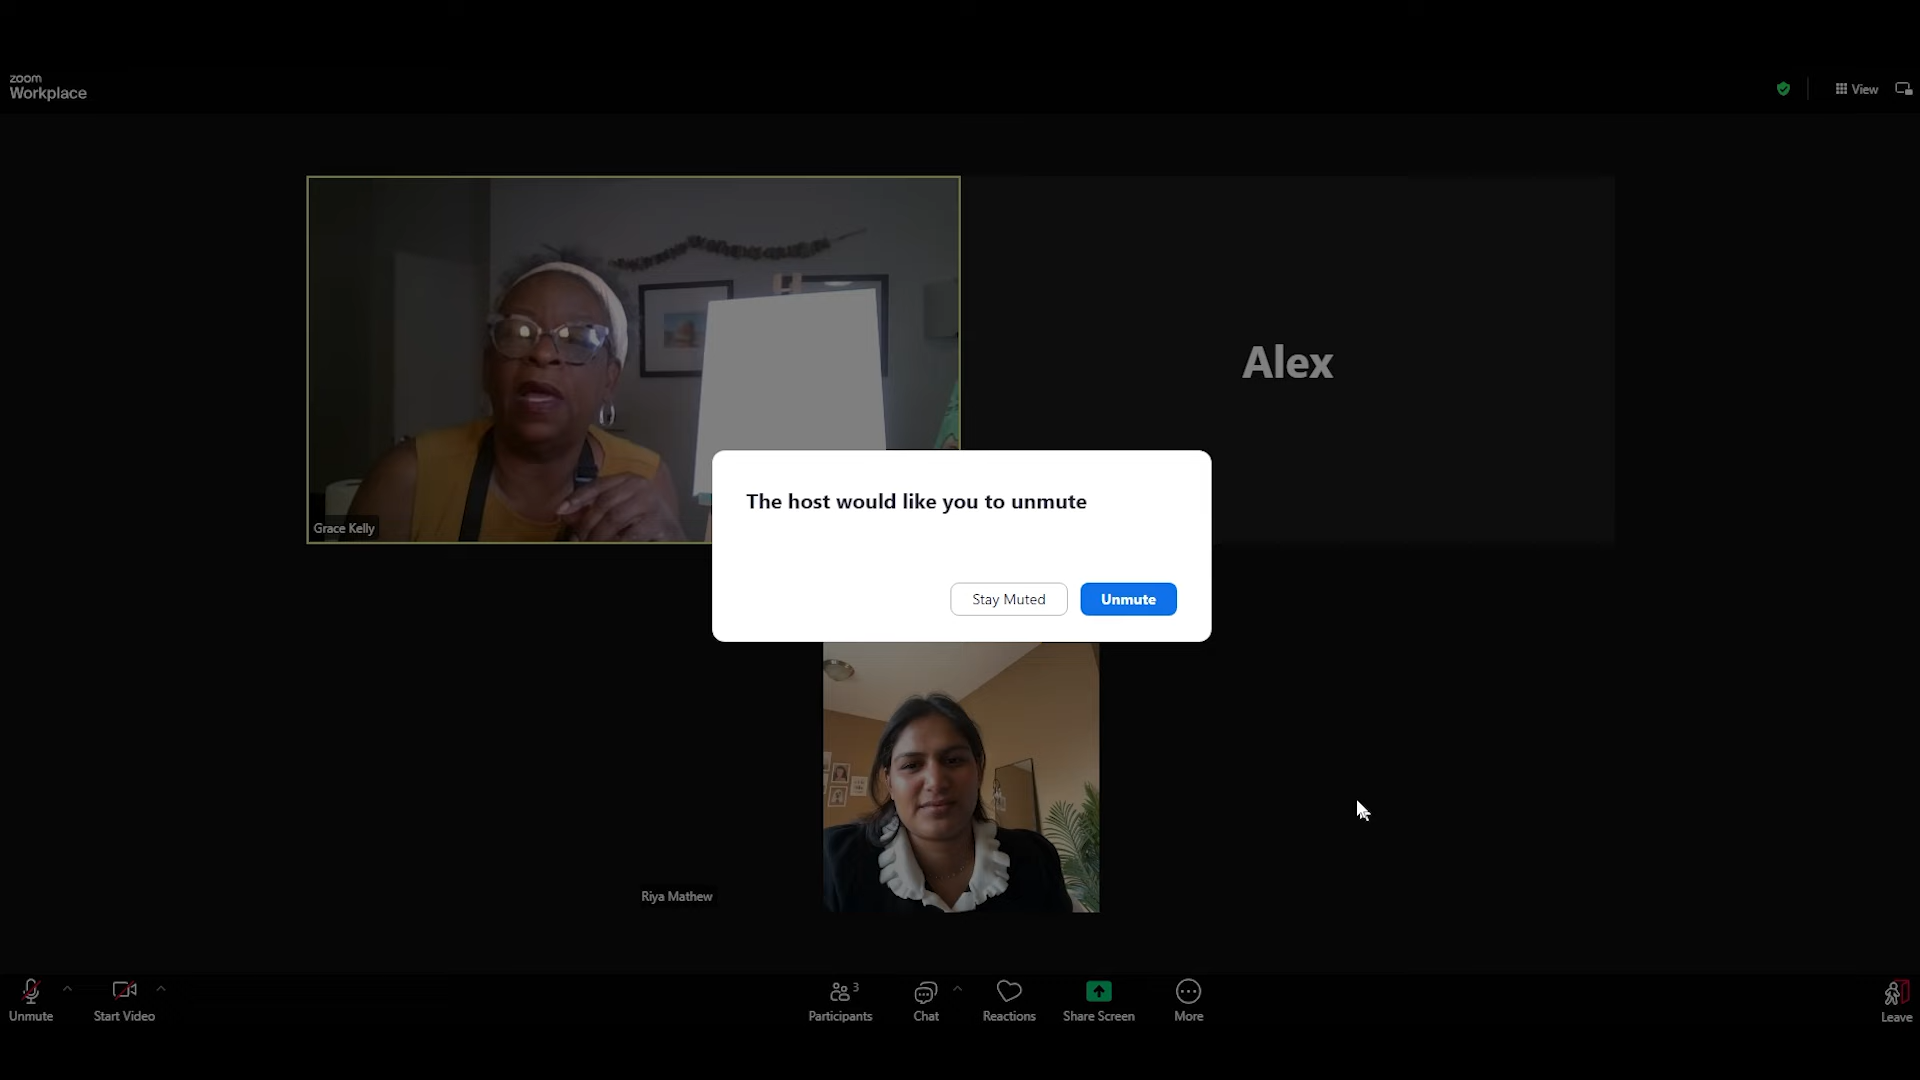 zoom
Workplace
View
Alex
Grace Kelly
The host would like you to unmute
Stay Muted
Unmute
Riya Mathew
Unmute
Start Video
3
Participants
Chat
Reactions
Share Screen
More
Leave